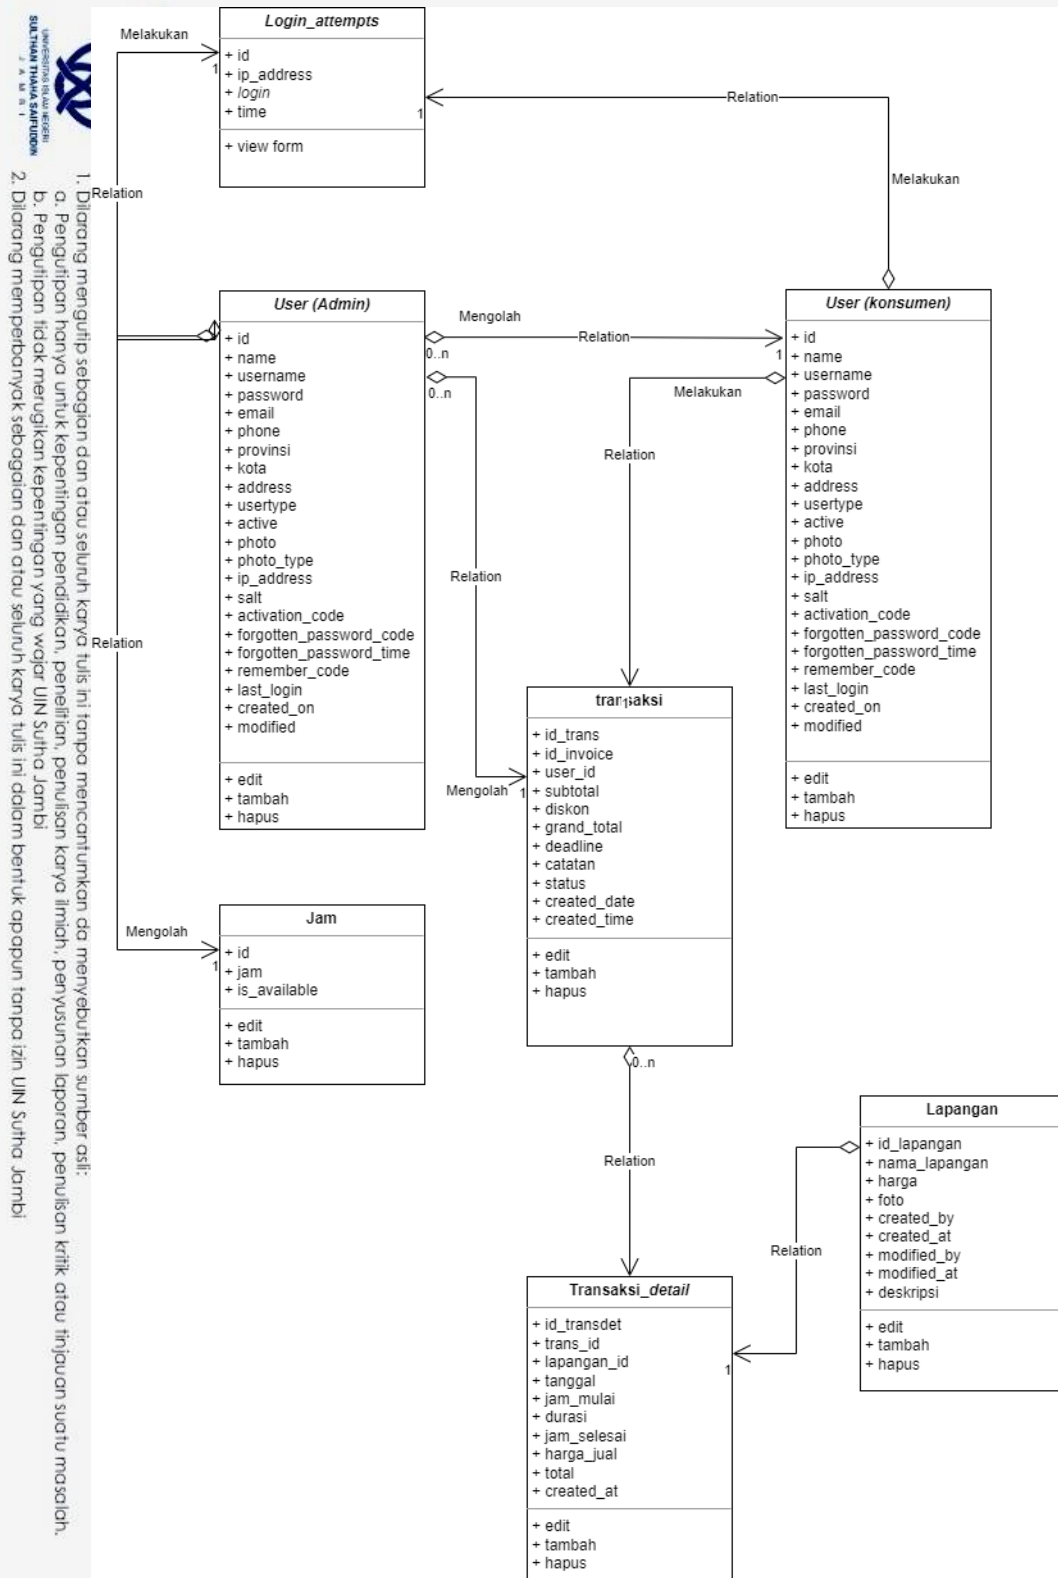 UNIVERSITAS ISLAM NEGERI
SULTHAN THAHA SAIFUDDIN
J A M B I
1. Dilarang mengutip sebagian dan atau seluruh karya tulis ini tanpa mencantumkan da menyebutkan sumber asli:
a. Pengutipan hanya untuk kepentingan pendidikan, penelitian, penulisan karya ilmiah, penyusunan laporan, penulisan kritik atau tinjauan suatu masalah.
b. Pengutipan tidak merugikan kepentingan yang wajar UIN Sutha Jambi
2. Dilarang memperbanyak sebagaian dan atau seluruh karya tulis ini dalam bentuk apapun tanpa izin UIN Sutha Jambi
Login_attempts
+ id
+ ip_address
+ login
+ time
+ view form
Melakukan
1
Relation
1
Relation
Melakukan
User (Admin)
+ id
+ name
+ username
+ password
+ email
+ phone
+ provinsi
+ kota
+ address
+ usertype
+ active
+ photo
+ photo_type
+ ip_address
+ salt
+ activation_code
+ forgotten_password_code
+ forgotten_password_time
+ remember_code
+ last_login
+ created_on
+ modified
+ edit
+ tambah
+ hapus
Mengolah
0..n
Relation
1
0..n
Relation
Mengolah
1
Melakukan
Relation
User (konsumen)
+ id
+ name
+ username
+ password
+ email
+ phone
+ provinsi
+ kota
+ address
+ usertype
+ active
+ photo
+ photo_type
+ ip_address
+ salt
+ activation_code
+ forgotten_password_code
+ forgotten_password_time
+ remember_code
+ last_login
+ created_on
+ modified
+ edit
+ tambah
+ hapus
Relation
Mengolah
1
Jam
+ id
+ jam
+ is_available
+ edit
+ tambah
+ hapus
transaksi
1
+ id_trans
+ id_invoice
+ user_id
+ subtotal
+ diskon
+ grand_total
+ deadline
+ catatan
+ status
+ created_date
+ created_time
+ edit
+ tambah
+ hapus
0..n
Relation
Lapangan
+ id_lapangan
+ nama_lapangan
+ harga
+ foto
+ created_by
+ created_at
+ modified_by
+ modified_at
+ deskripsi
+ edit
+ tambah
+ hapus
Relation
1
Transaksi_detail
+ id_transdet
+ trans_id
+ lapangan_id
+ tanggal
+ jam_mulai
+ durasi
+ jam_selesai
+ harga_jual
+ total
+ created_at
+ edit
+ tambah
+ hapus